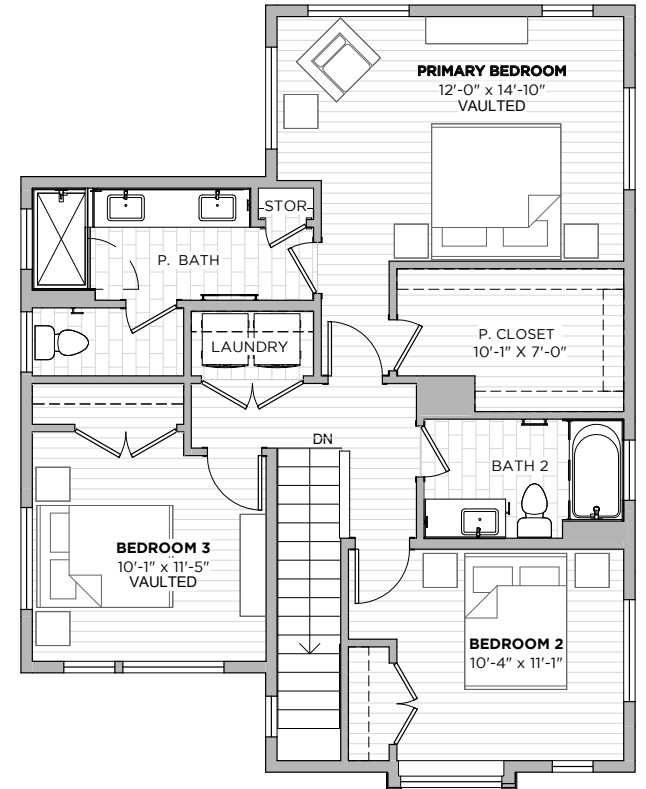 PRIMARY BEDROOM
12'-0" x 14'-10"
VAULTED
STOR
P. BATH
P. CLOSET
10'-1" X 7'-0"
LAUNDRY
DN
BATH 2
BEDROOM 3
10'-1" x 11'-5"
VAULTED
BEDROOM 2
10'-4" x 11'-1"